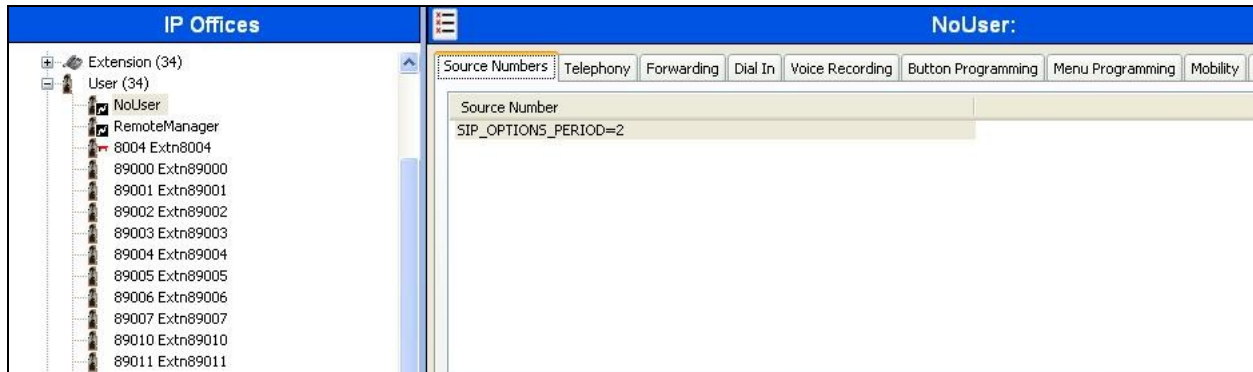 IP Offices
Extension (34)
User (34)
NoUser
RemoteManager
8004 Extn8004
89000 Extn89000
89001 Extn89001
89002 Extn89002
89003 Extn89003
89004 Extn89004
89005 Extn89005
89006 Extn89006
89007 Extn89007
89010 Extn89010
89011 Extn89011
NoUser:
Source Numbers Telephony Forwarding Dial In Voice Recording Button Programming Menu Programming Mobility
Source Number
SIP_OPTIONS_PERIOD=2